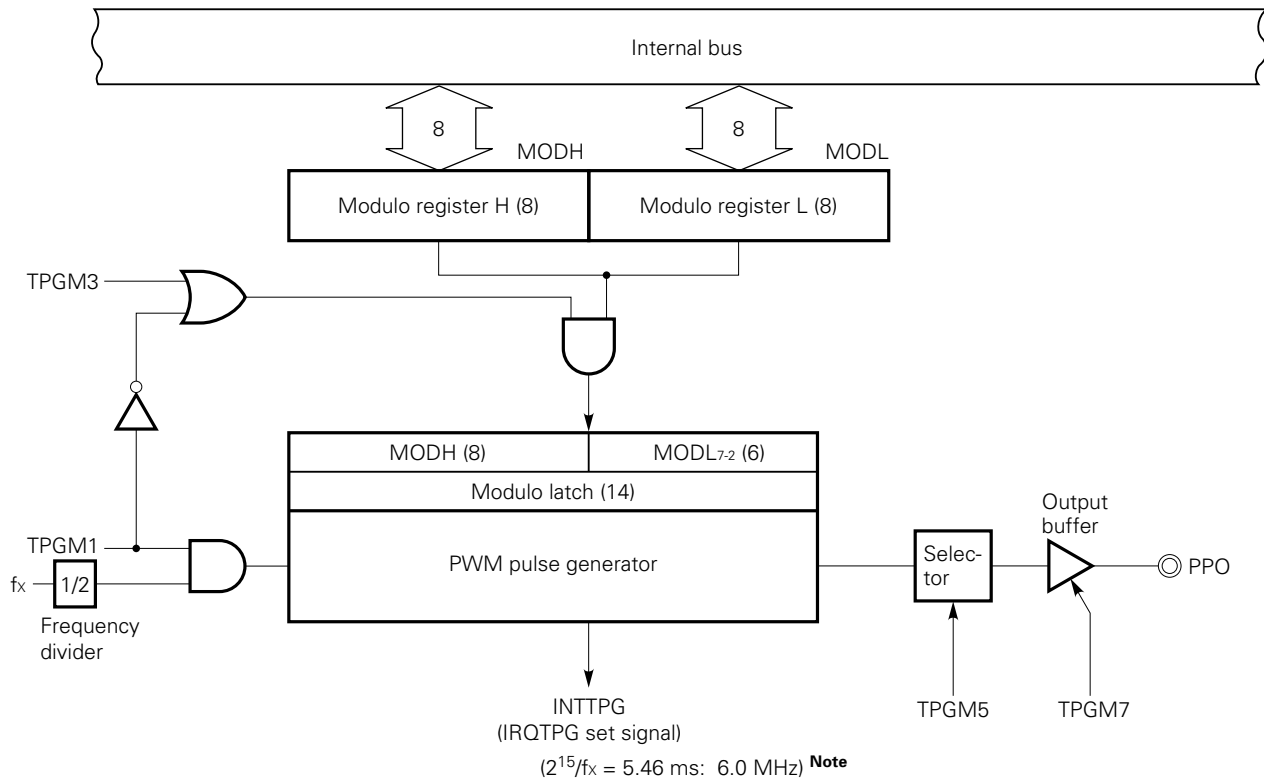 Internal bus
8
8
MODH
MODL
Modulo register H (8)
Modulo register L (8)
TPGM3
MODH (8)
MODL7-2 (6)
Modulo latch (14)
Output
buffer
TPGM1
PWM pulse generator
Selec-
tor
PPO
fX
1/2
Frequency
divider
INTTPG
(IRQTPG set signal)
TPGM5
TPGM7
(2^15/fX = 5.46 ms: 6.0 MHz) Note